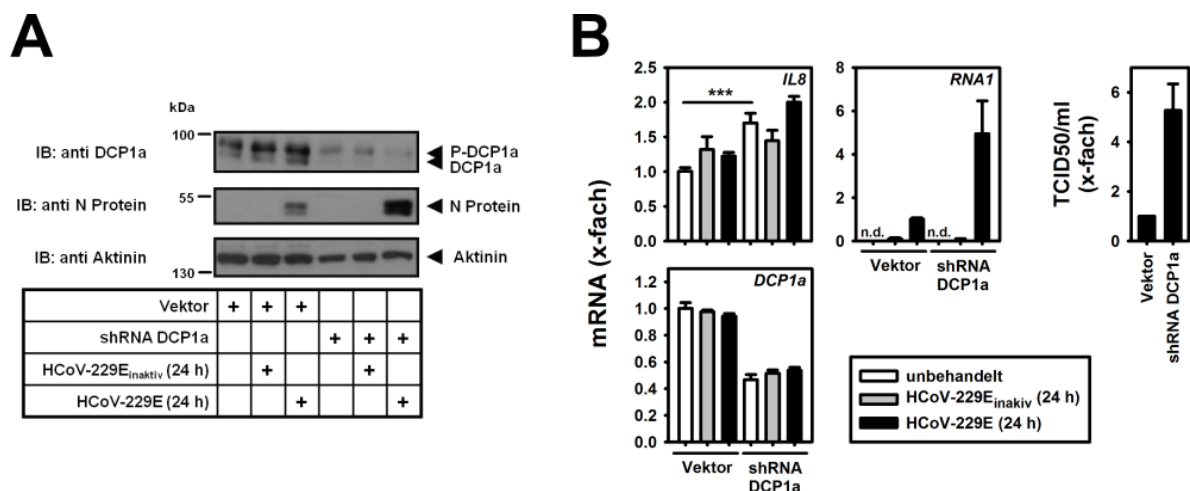 A
kDa
100
IB: anti DCP1a
P-DCP1a
DCP1a
55
IB: anti N Protein
N Protein
IB: anti Aktinin
Aktinin
130
Vektor + + +
shRNA DCP1a + + +
HCoV-229Einaktiv (24 h) + +
HCoV-229E (24 h) + +
B
mRNA (x-fach)
IL8
2.5
2.0
1.5
1.0
0.5
0.0
***
RNA1
8
6
4
2
0
n.d.
n.d.
Vektor
shRNA
DCP1a
TCID50/ml
(x-fach)
6
4
2
0
Vektor
shRNA DCP1a
DCP1a
1.2
1.0
0.8
0.6
0.4
0.2
0.0
Vektor
shRNA
DCP1a
unbehandelt
HCoV-229Einakiv (24 h)
HCoV-229E (24 h)